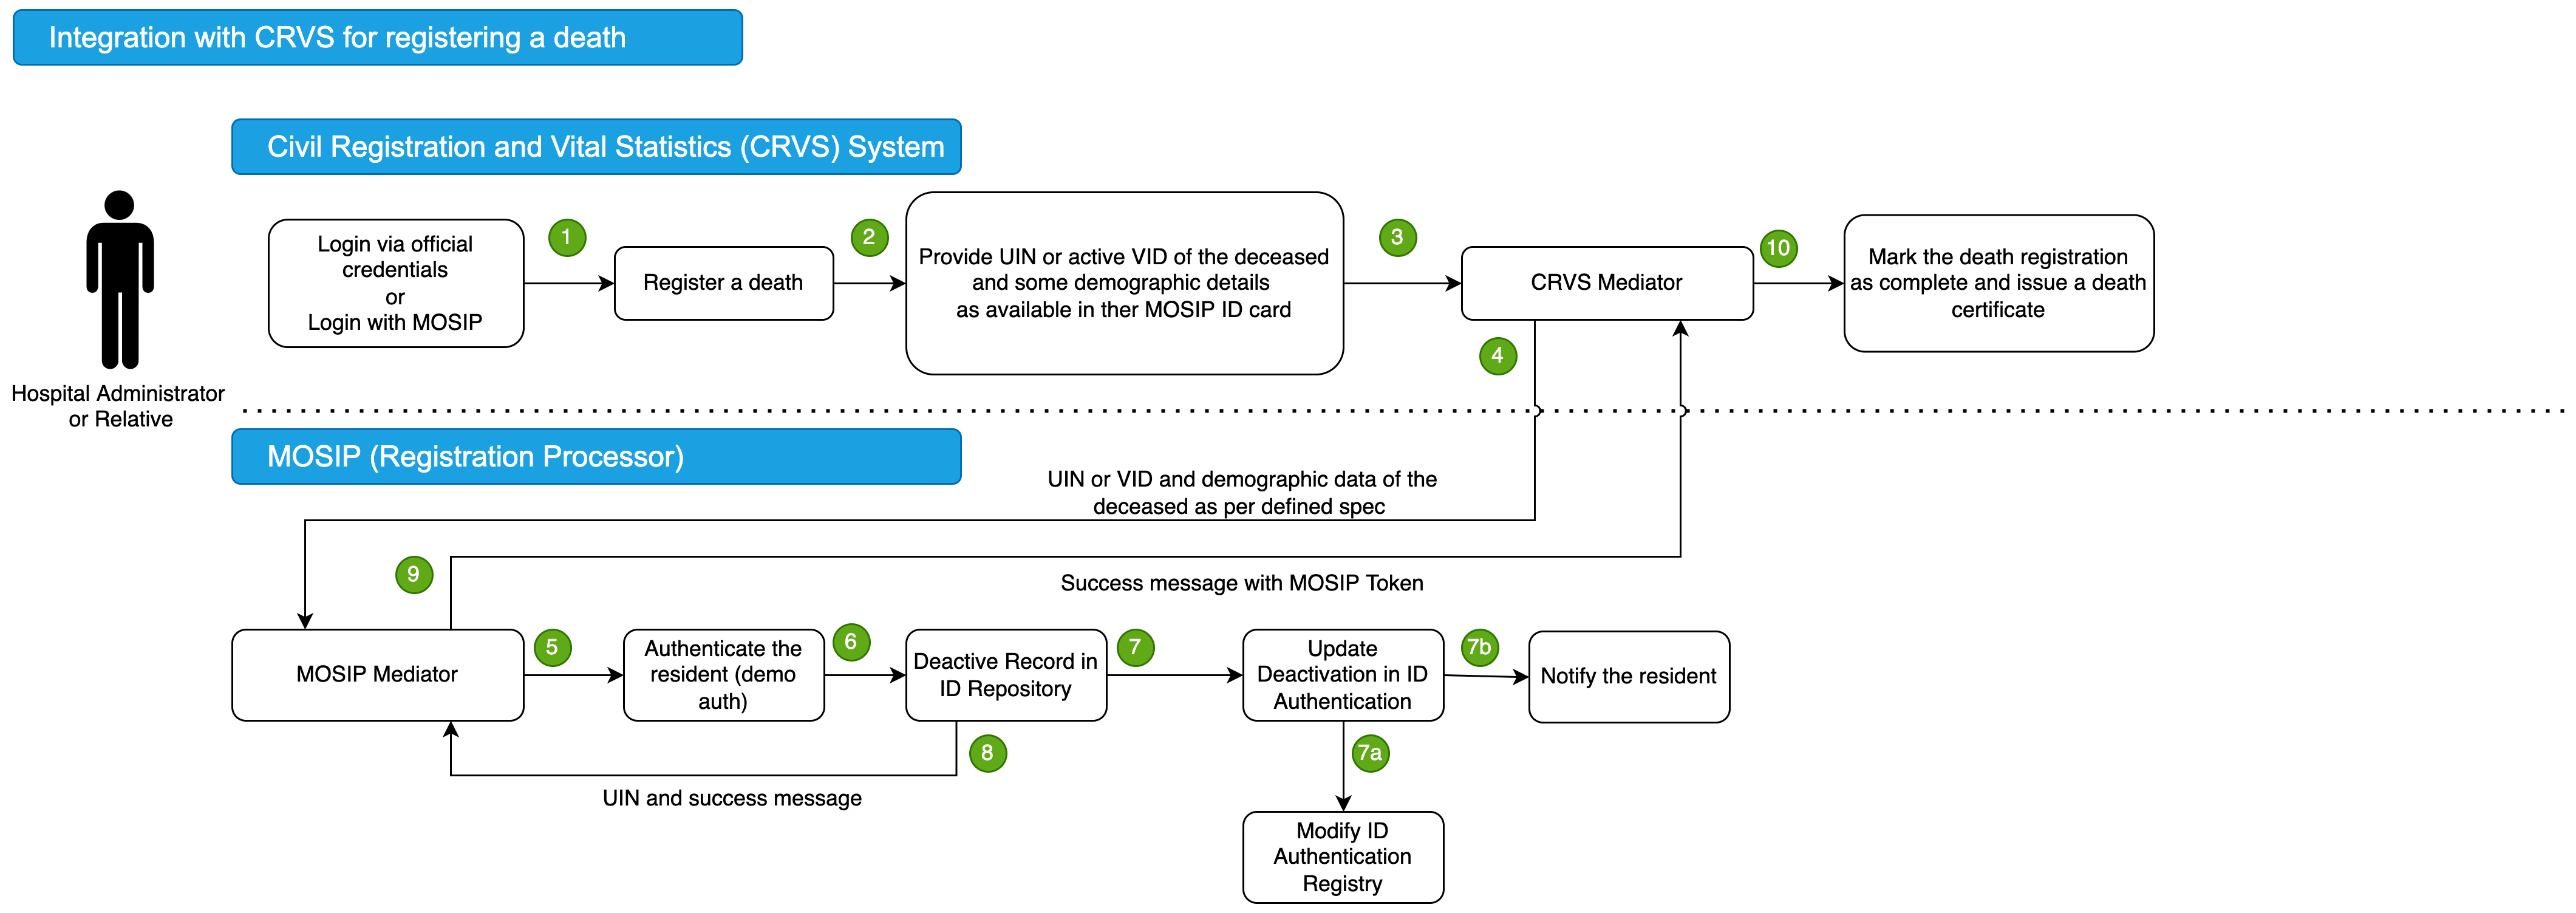 Integration with CRVS for registering a death
Civil Registration and Vital Statistics (CRVS) System
Hospital Administrator
or Relative
Login via official
credentials
or
Login with MOSIP
1
Register a death
2
Provide UIN or active VID of the deceased
and some demographic details
as available in ther MOSIP ID card
3
CRVS Mediator
10
Mark the death registration
as complete and issue a death
certificate
4
MOSIP (Registration Processor)
UIN or VID and demographic data of the
deceased as per defined spec
9
Success message with MOSIP Token
MOSIP Mediator
5
Authenticate the
resident (demo
auth)
6
Deactive Record in
ID Repository
7
Update
Deactivation in ID
Authentication
7b
Notify the resident
8
UIN and success message
7a
Modify ID
Authentication
Registry